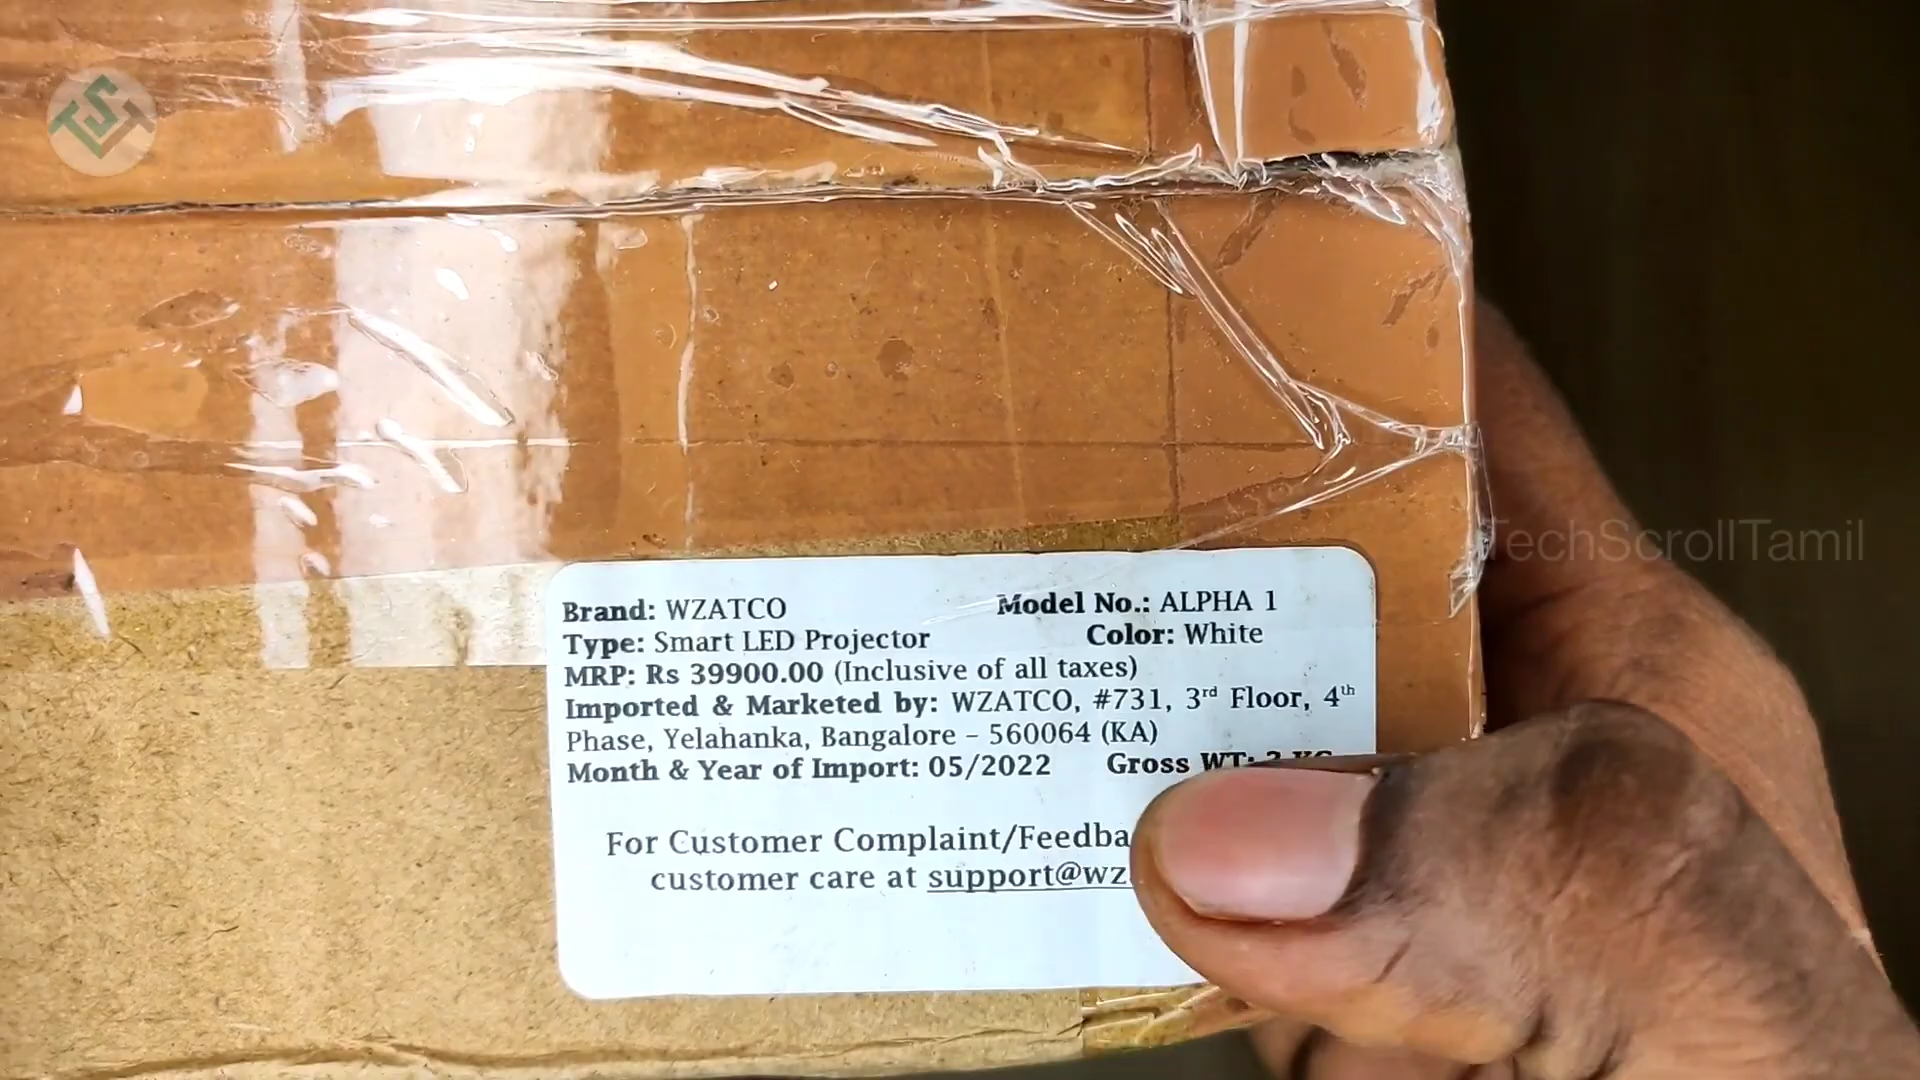 TechScrollTamil
Brand: WZATCO Model No.: ALPHA 1
Type: Smart LED Projector Color: White
MRP: Rs 39900.00 (Inclusive of all taxes)
Imported & Marketed by: WZATCO, #731, 3rd Floor, 4th
Phase, Yelahanka, Bangalore – 560064 (KA)
Month & Year of Import: 05/2022 Gross WT:
For Customer Complaint/Feedba
customer care at support@wz